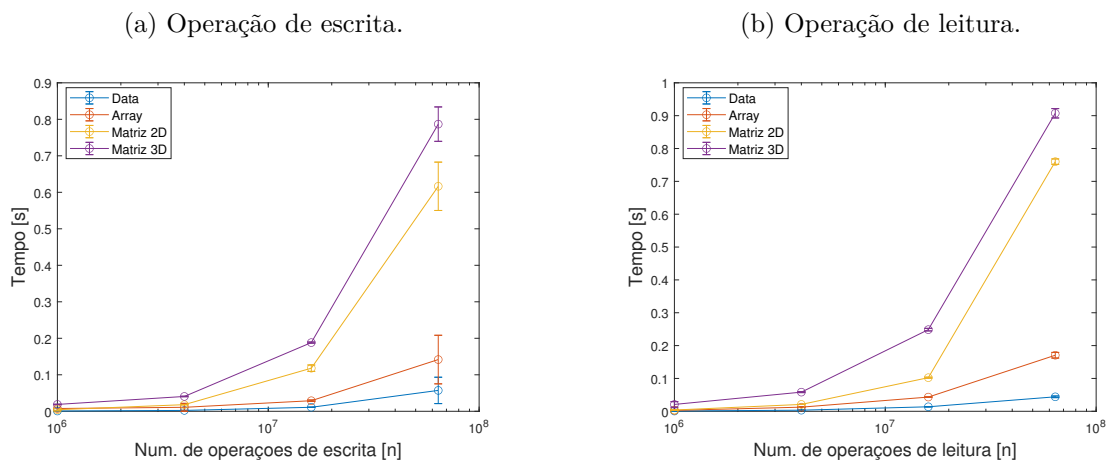 (a) Operação de escrita.
0.9
0.8
0.7
0.6
0.5
0.4
0.3
0.2
0.1
0
Tempo [s]
Data
Array
Matriz 2D
Matriz 3D
10^6
10^7
10^8
Num. de operaçoes de escrita [n]
(b) Operação de leitura.
1
0.9
0.8
0.7
0.6
0.5
0.4
0.3
0.2
0.1
0
Tempo [s]
Data
Array
Matriz 2D
Matriz 3D
10^6
10^7
10^8
Num. de operaçoes de leitura [n]